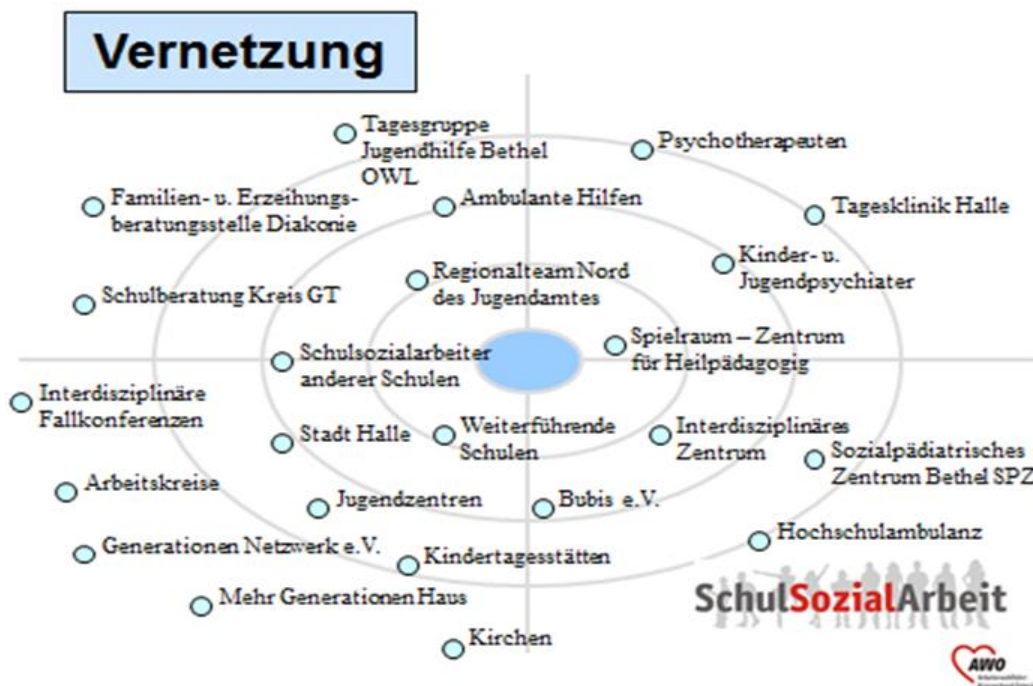 Vernetzung
Tagesgruppe
Jugendhilfe Bethel
OWL
Psychotherapeuten
Familien- u. Erzeihungs-
beratungsstelle Diakonie
Ambulante Hilfen
Tagesklinik Halle
Kinder- u.
Jugendpsychiater
Regionalteam Nord
des Jugendamtes
Schulberatung Kreis GT
Spielraum – Zentrum
für Heilpädagogig
Schulsozialarbeiter
anderer Schulen
Interdisziplinäre
Fallkonferenzen
Stadt Halle
Weiterführende
Schulen
Interdisziplinäres
Zentrum
Sozialpädiatrisches
Zentrum Bethel SPZ
Arbeitskreise
Jugendzentren
Bubis e.V.
Hochschulambulanz
Generationen Netzwerk e.V.
Kindertagesstätten
Mehr Generationen Haus
SchulSozialArbeit
Kirchen
AWO